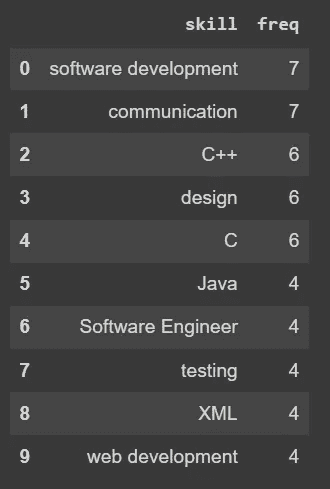 skill freq
0 software development 7
1 communication 7
2 C++ 6
3 design 6
4 C 6
5 Java 4
6 Software Engineer 4
7 testing 4
8 XML 4
9 web development 4